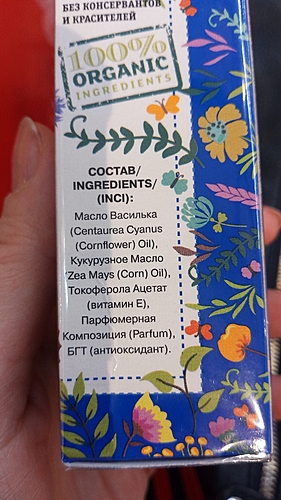 БЕЗ КОНСЕРВАНТОВ
И КРАСИТЕЛЕЙ
100%
ORGANIC
INGREDIENTS
СОСТАВ/
INGREDIENTS/
(INCI):
Масло Василька
(Centaurea Cyanus
(Cornflower) Oil),
Кукурузное Масло
(Zea Mays (Corn) Oil),
Токоферола Ацетат
(витамин Е),
Парфюмерная
Композиция (Parfum),
БГТ (антиоксидант).